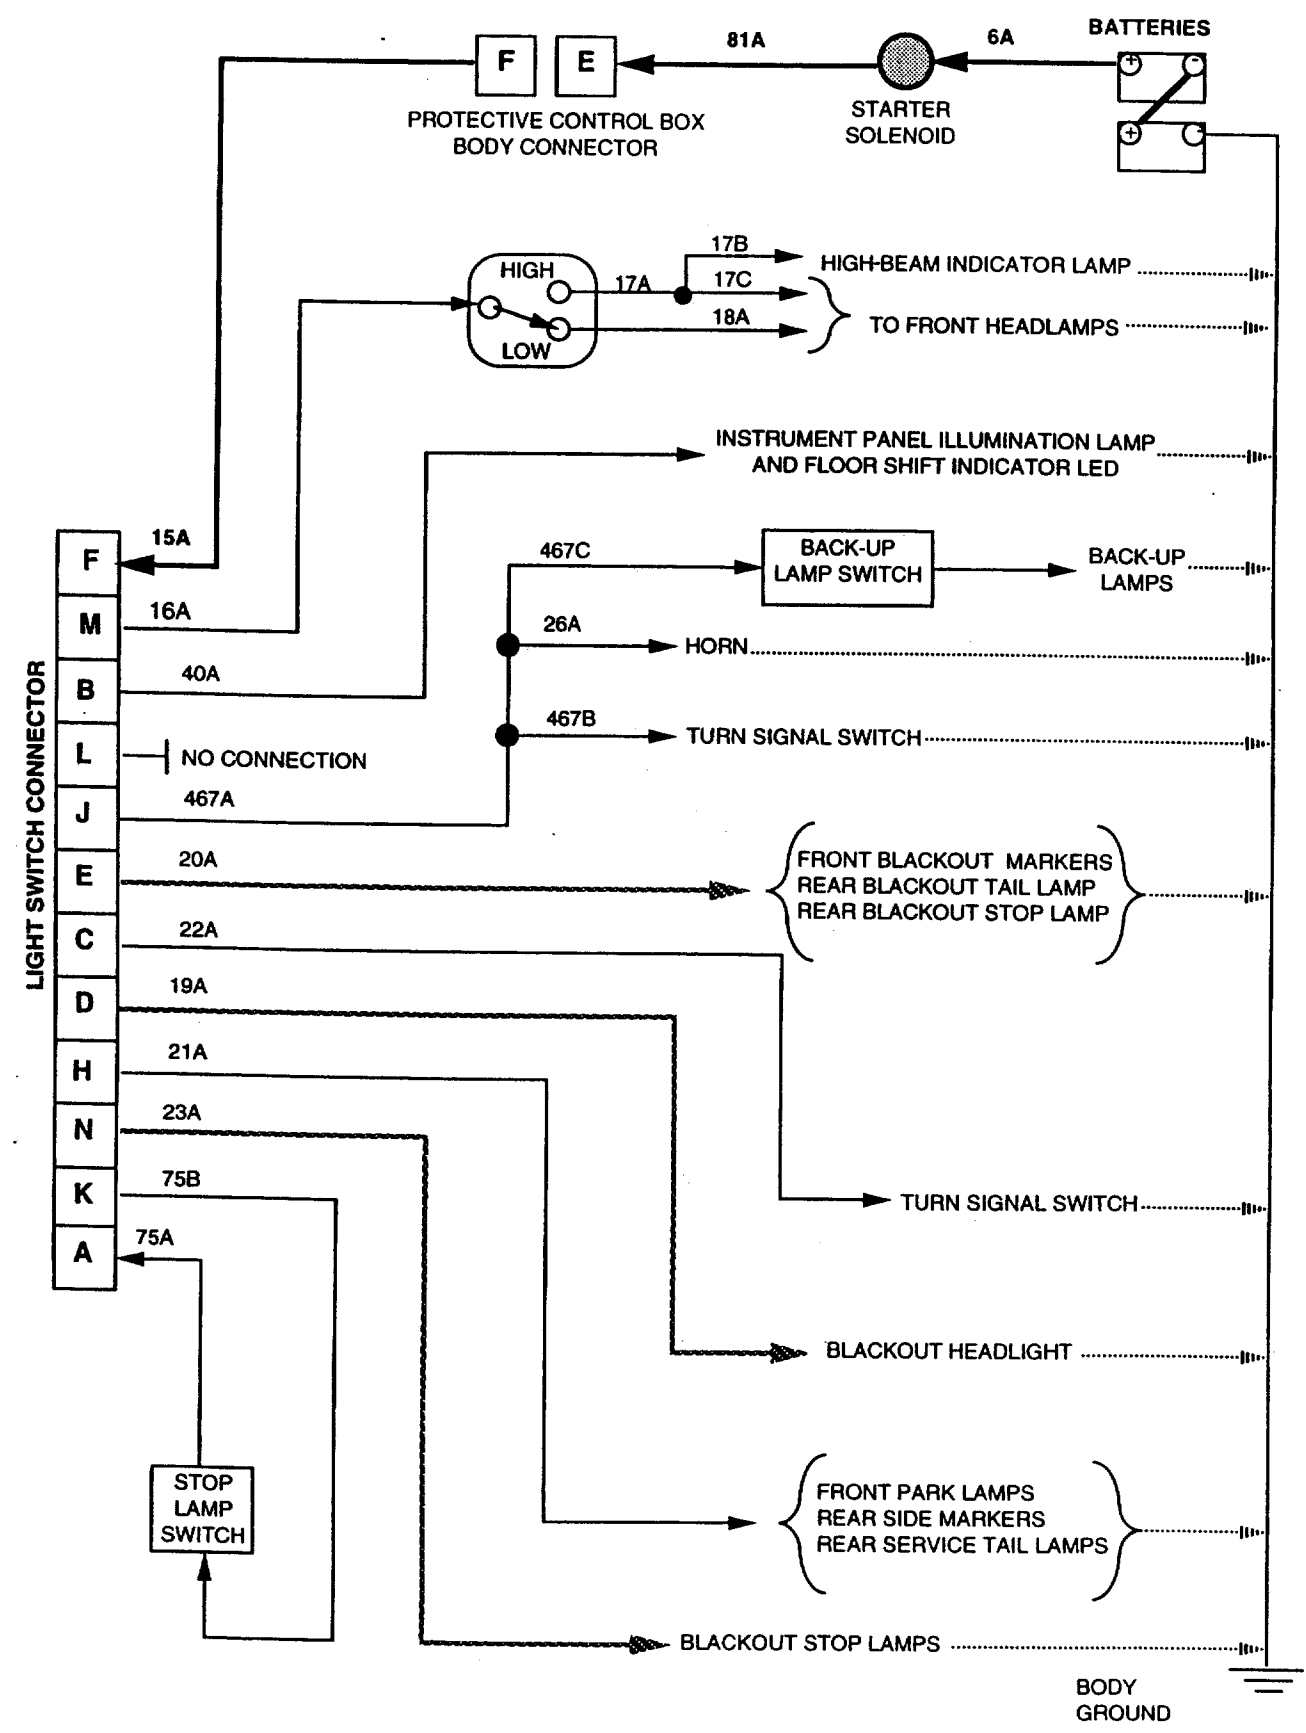 BATTERIES
6A
81A
F
E
+
-
+
STARTER
SOLENOID
PROTECTIVE CONTROL BOX
BODY CONNECTOR
17B
HIGH-BEAM INDICATOR LAMP
HIGH
17A
17C
18A
TO FRONT HEADLAMPS
LOW
INSTRUMENT PANEL ILLUMINATION LAMP
AND FLOOR SHIFT INDICATOR LED
LIGHT SWITCH CONNECTOR
F
15A
467C
BACK-UP
LAMP SWITCH
BACK-UP
LAMPS
M
16A
26A
HORN
B
40A
467B
TURN SIGNAL SWITCH
L
NO CONNECTION
J
467A
E
20A
FRONT BLACKOUT MARKERS
REAR BLACKOUT TAIL LAMP
REAR BLACKOUT STOP LAMP
C
22A
D
19A
H
21A
N
23A
K
75B
TURN SIGNAL SWITCH
A
75A
BLACKOUT HEADLIGHT
STOP
LAMP
SWITCH
FRONT PARK LAMPS
REAR SIDE MARKERS
REAR SERVICE TAIL LAMPS
BLACKOUT STOP LAMPS
BODY
GROUND